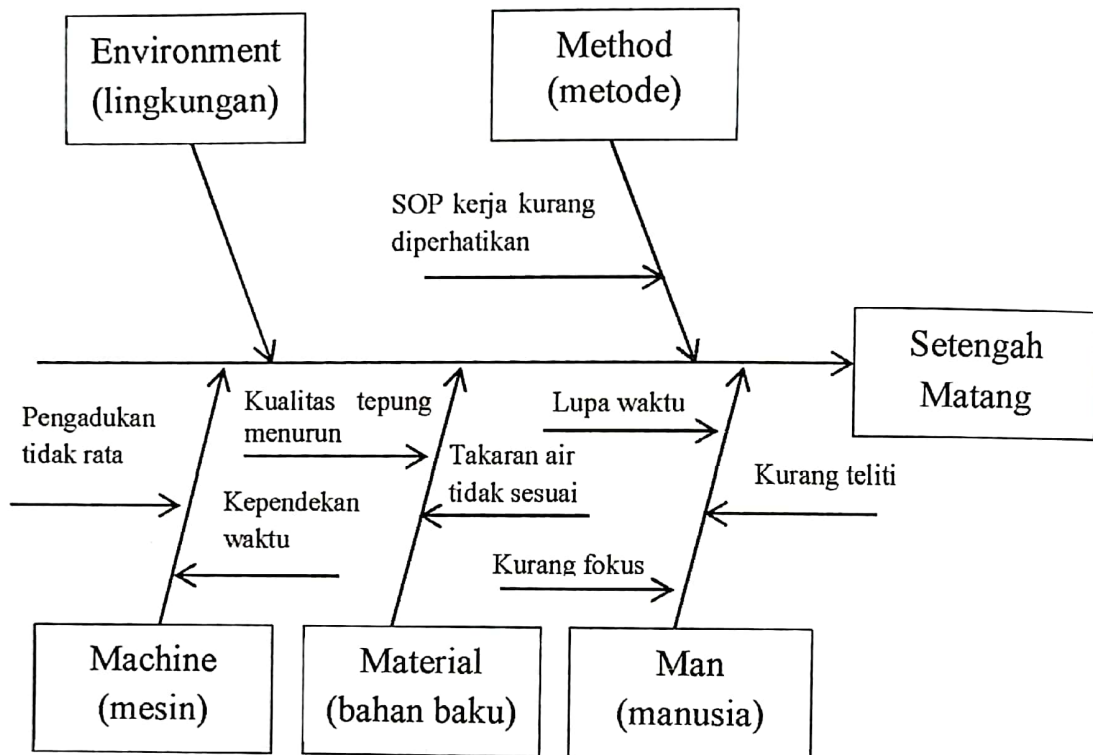 Environment
(lingkungan)
Method
(metode)
SOP kerja kurang
diperhatikan
Setengah
Matang
Pengadukan
tidak rata
Kualitas tepung
menurun
Lupa waktu
Takaran air
tidak sesuai
Kurang teliti
Kependekan
waktu
Kurang fokus
Machine
(mesin)
Material
(bahan baku)
Man
(manusia)